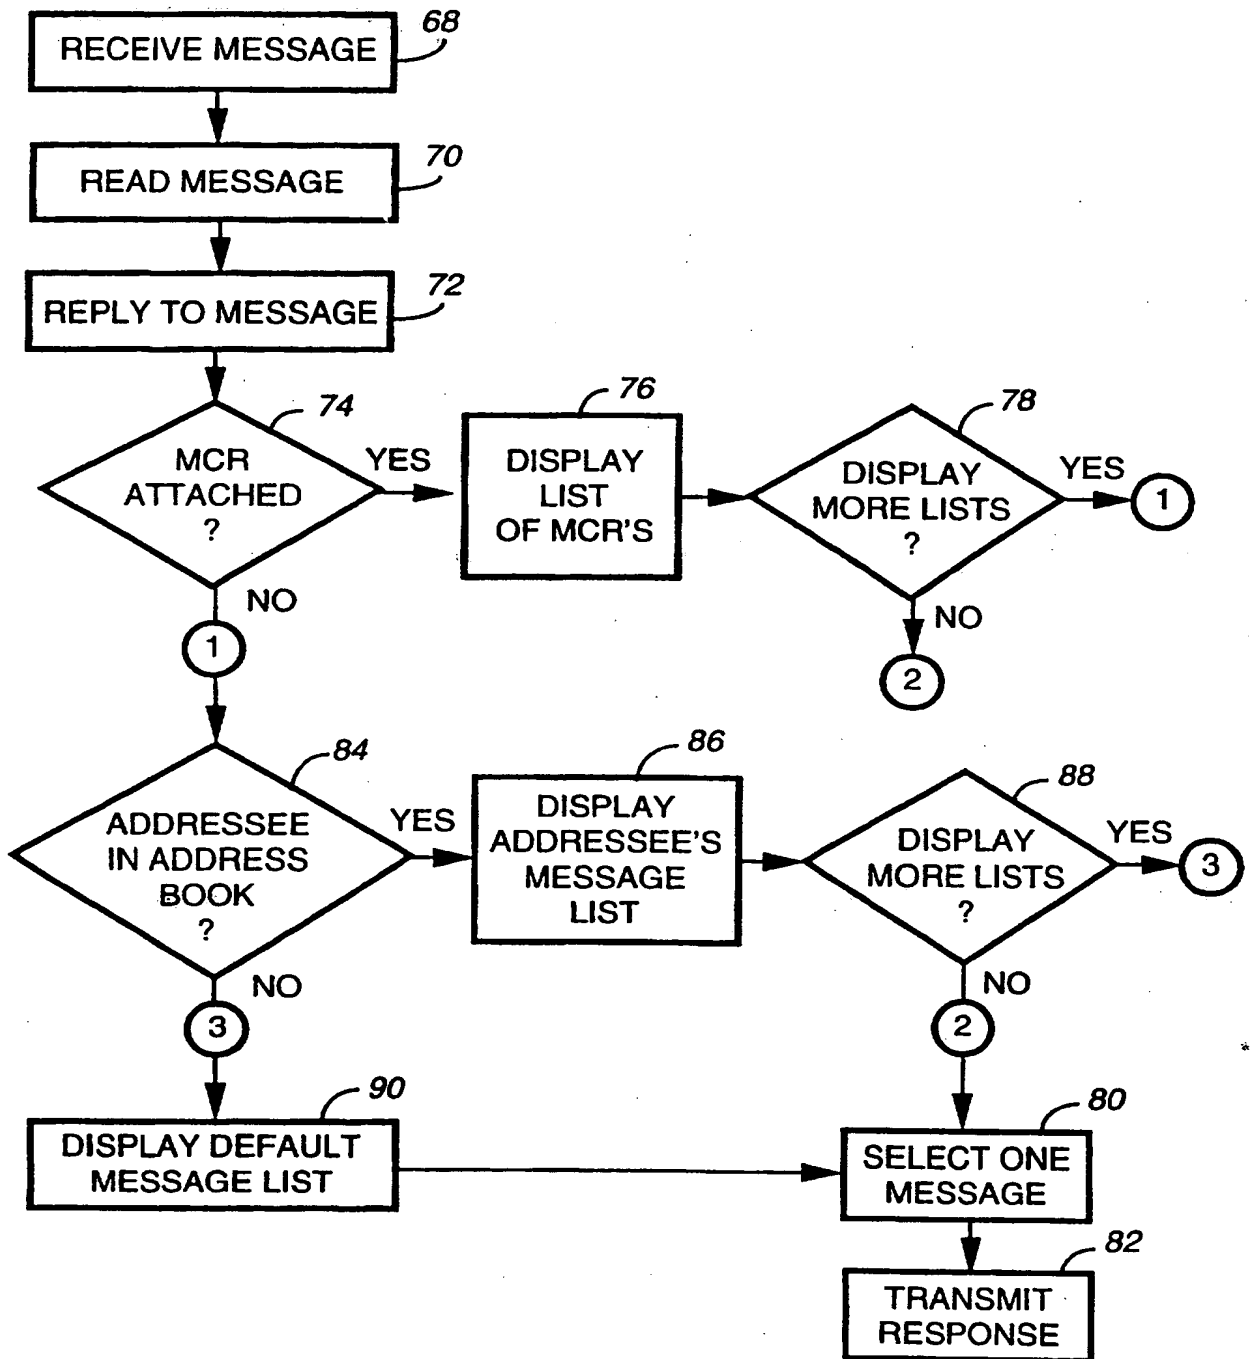 RECEIVE MESSAGE
68
READ MESSAGE
70
REPLY TO MESSAGE
72
MCR
ATTACHED
?
74
YES
NO
DISPLAY
LIST
OF MCR'S
76
DISPLAY
MORE LISTS
?
78
YES
1
NO
2
1
ADDRESSEE
IN ADDRESS
BOOK
?
84
YES
NO
DISPLAY
ADDRESSEE'S
MESSAGE
LIST
86
DISPLAY
MORE LISTS
?
88
YES
3
NO
2
3
DISPLAY DEFAULT
MESSAGE LIST
90
SELECT ONE
MESSAGE
80
TRANSMIT
RESPONSE
82